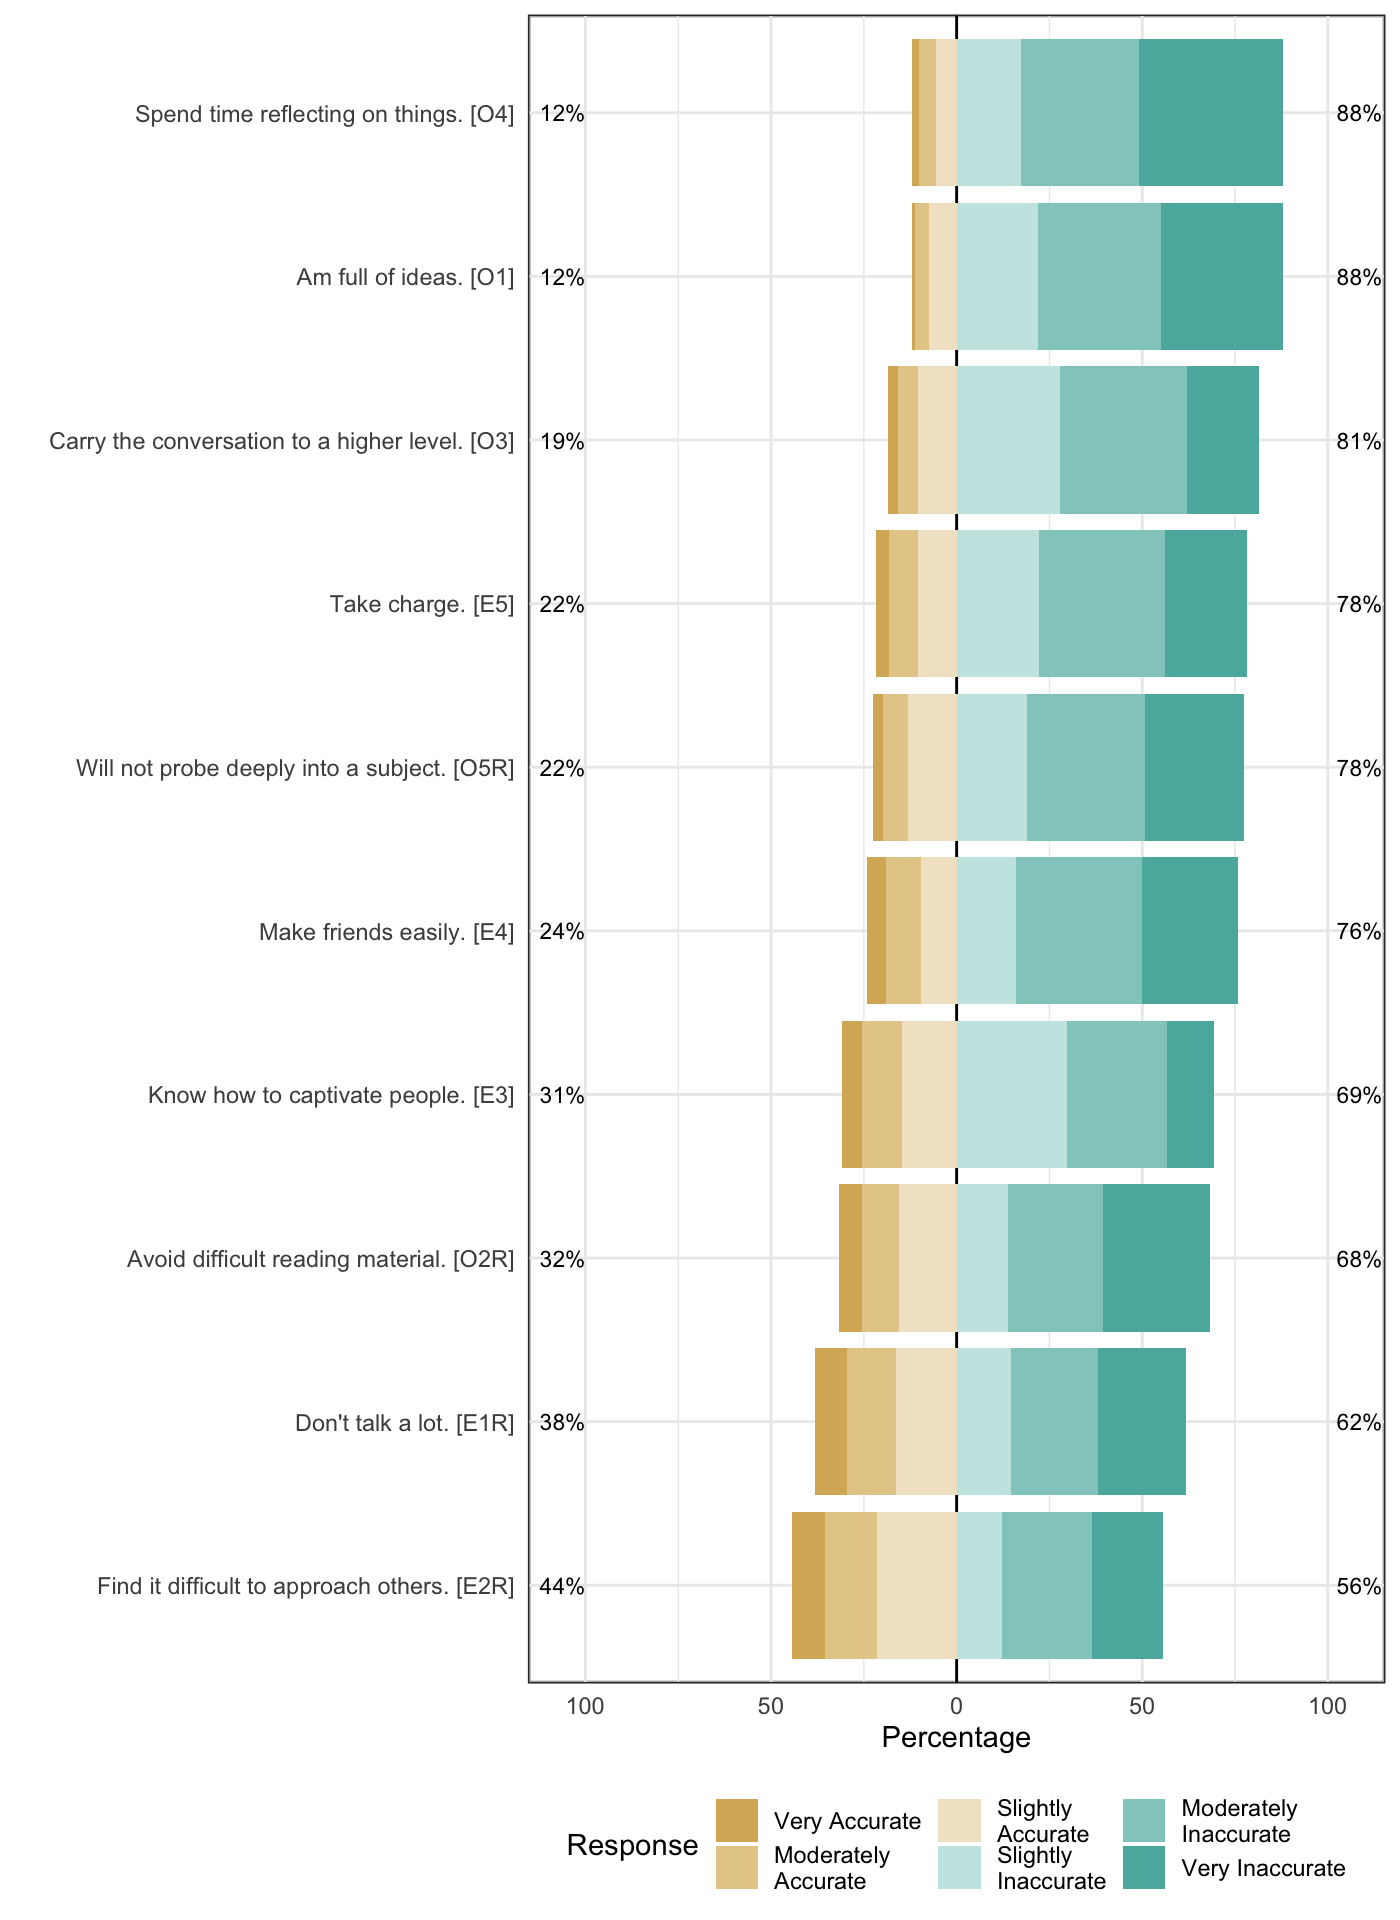 Spend time reflecting on things. [O4] 12% 88%
Am full of ideas. [O1] 12% 88%
Carry the conversation to a higher level. [O3] 19% 81%
Take charge. [E5] 22% 78%
Will not probe deeply into a subject. [O5R] 22% 78%
Make friends easily. [E4] 24% 76%
Know how to captivate people. [E3] 31% 69%
Avoid difficult reading material. [O2R] 32% 68%
Don't talk a lot. [E1R] 38% 62%
Find it difficult to approach others. [E2R] 44% 56%
100 50 0 50 100
Percentage
Response
Very Accurate
Moderately
Accurate
Slightly
Accurate
Slightly
Inaccurate
Moderately
Inaccurate
Very Inaccurate